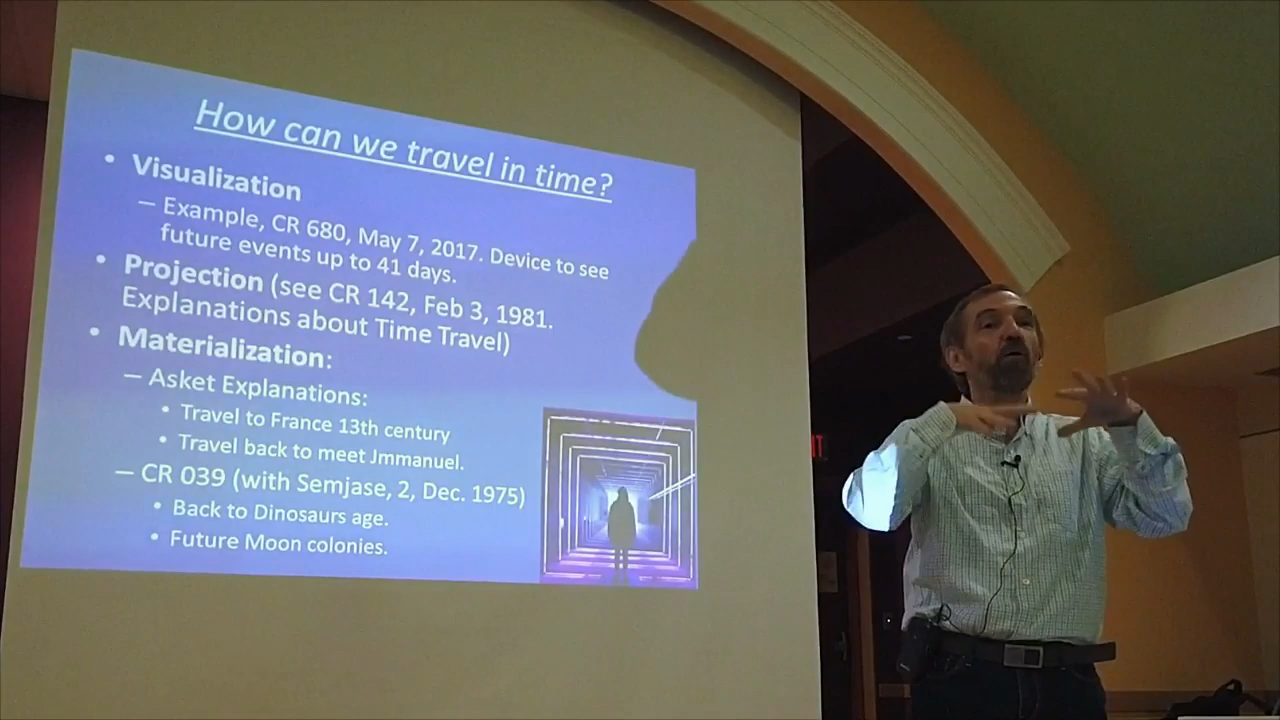 How can we travel in time?
• Visualization
– Example, CR 680, May 7, 2017. Device to see
future events up to 41 days.
• Projection (see CR 142, Feb 3, 1981.
Explanations about Time Travel)
• Materialization:
– Asket Explanations:
• Travel to France 13th century
• Travel back to meet Jmmanuel.
– CR 039 (with Semjase, 2, Dec. 1975)
• Back to Dinosaurs age.
• Future Moon colonies.